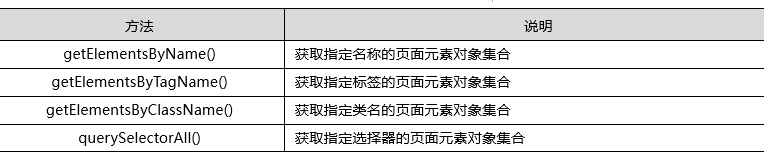 方法 说明
getElementsByName() 获取指定名称的页面元素对象集合
getElementsByTagName() 获取指定标签的页面元素对象集合
getElementsByClassName() 获取指定类名的页面元素对象集合
querySelectorAll() 获取指定选择器的页面元素对象集合